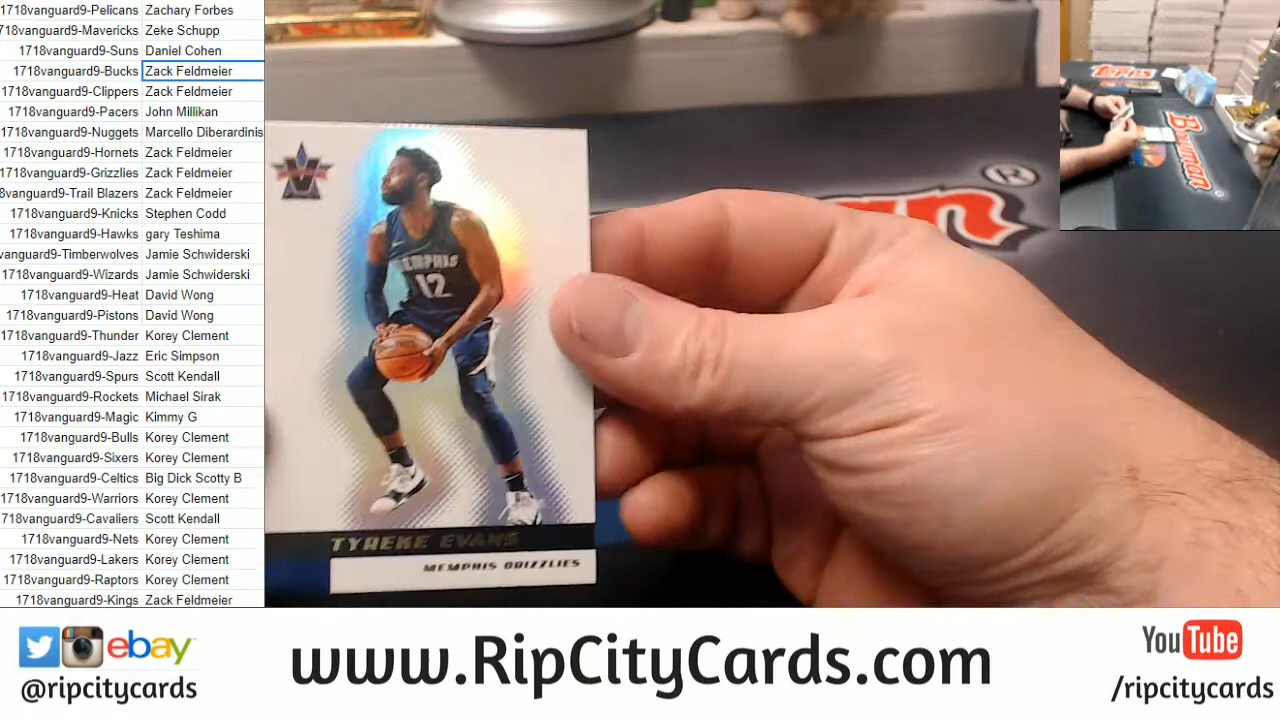 1718vanguard9-Pelicans Zachary Forbes
1718vanguard9-Mavericks Zeke Schupp
1718vanguard9-Suns Daniel Cohen
1718vanguard9-Bucks Zack Feldmeier
1718vanguard9-Clippers Zack Feldmeier
1718vanguard9-Pacers John Millikan
1718vanguard9-Nuggets Marcello Diberardinis
1718vanguard9-Hornets Zack Feldmeier
1718vanguard9-Grizzlies Zack Feldmeier
8vanguard9-Trail Blazers Zack Feldmeier
1718vanguard9-Knicks Stephen Codd
1718vanguard9-Hawks gary Teshima
vanguard9-Timberwolves Jamie Schwiderski
1718vanguard9-Wizards Jamie Schwiderski
1718vanguard9-Heat David Wong
1718vanguard9-Pistons David Wong
1718vanguard9-Thunder Korey Clement
1718vanguard9-Jazz Eric Simpson
1718vanguard9-Spurs Scott Kendall
1718vanguard9-Rockets Michael Sirak
1718vanguard9-Magic Kimmy G
1718vanguard9-Bulls Korey Clement
1718vanguard9-Sixers Korey Clement
1718vanguard9-Celtics Big Dick Scotty B
1718vanguard9-Warriors Korey Clement
718vanguard9-Cavaliers Scott Kendall
1718vanguard9-Nets Korey Clement
1718vanguard9-Lakers Korey Clement
1718vanguard9-Raptors Korey Clement
1718vanguard9-Kings Zack Feldmeier
V
MEMPHIS
12
TYREKE EVANS
MEMPHIS GRIZZLIES
®
Topps
Bowman
ebay
@ripcitycards
www.RipCityCards.com
YouTube
/ripcitycards